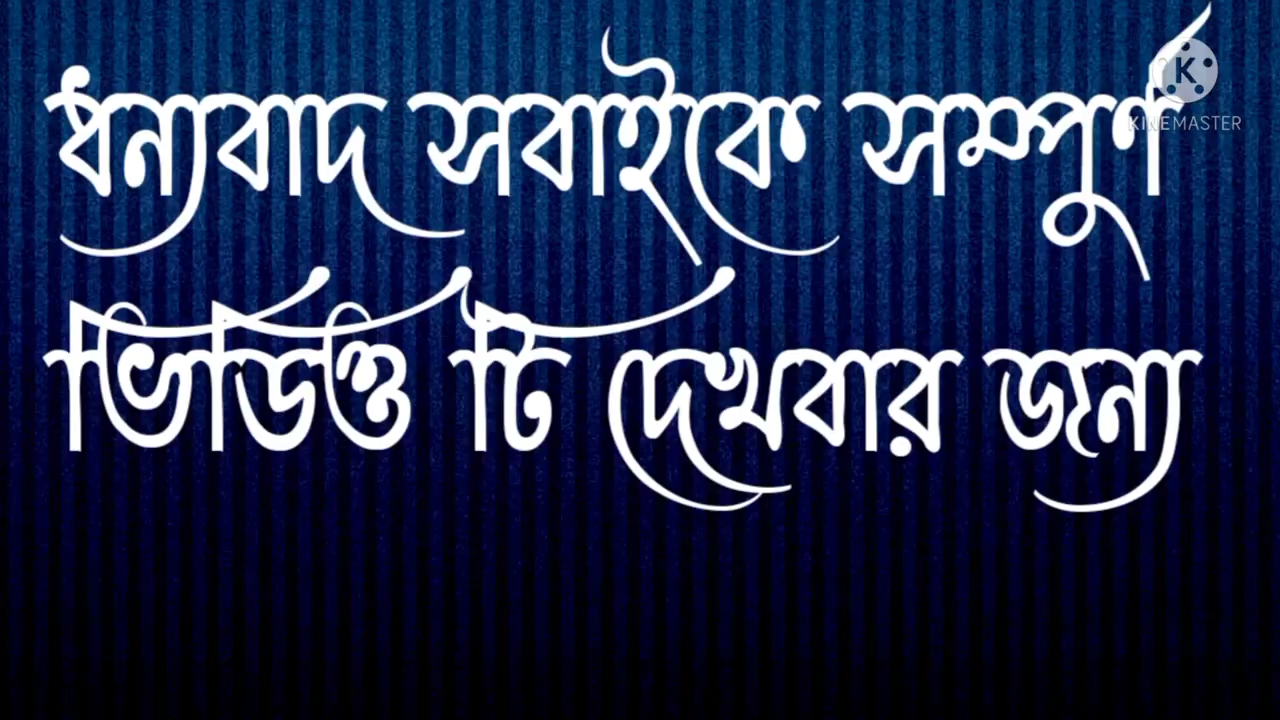 ধন্যবাদ সবাইকে সম্পুর্ণ
ভিডিও টি দেখবার জন্য
K
KINEMASTER